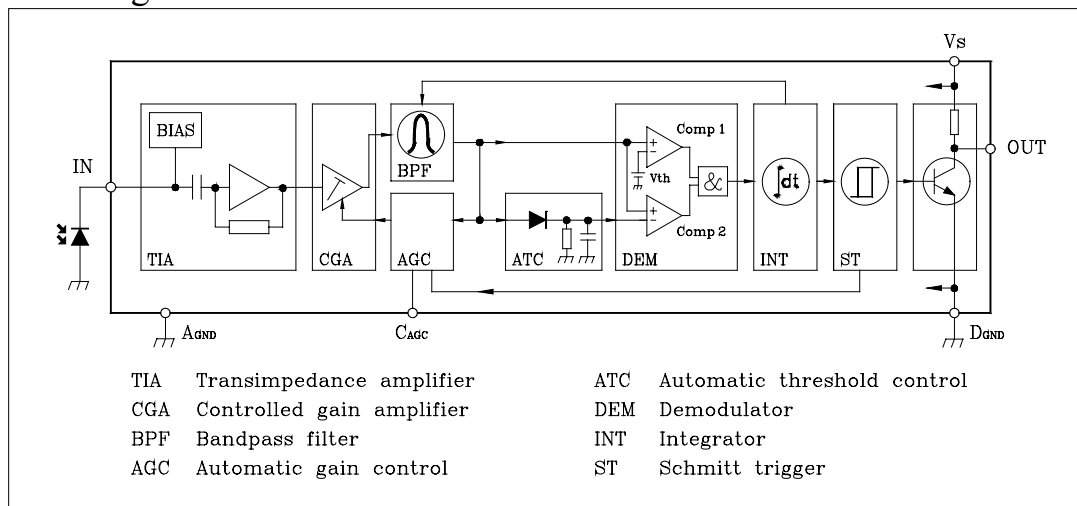 Vs
BIAS
Comp 1
IN
OUT
BPF
Vth
&
∫dt
Comp 2
TIA
CGA
AGC
ATC
DEM
INT
ST
AGND
CAGC
DGND
TIA Transimpedance amplifier
CGA Controlled gain amplifier
BPF Bandpass filter
AGC Automatic gain control
ATC Automatic threshold control
DEM Demodulator
INT Integrator
ST Schmitt trigger